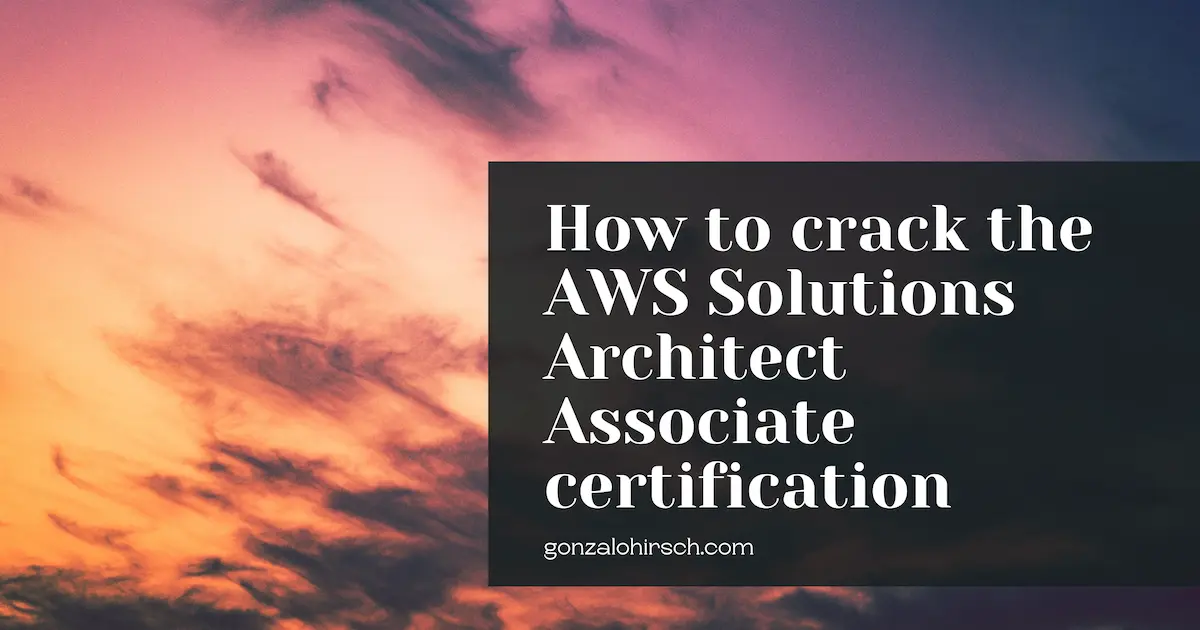 How to crack the
AWS Solutions
Architect
Associate
certification
gonzalohirsch.com